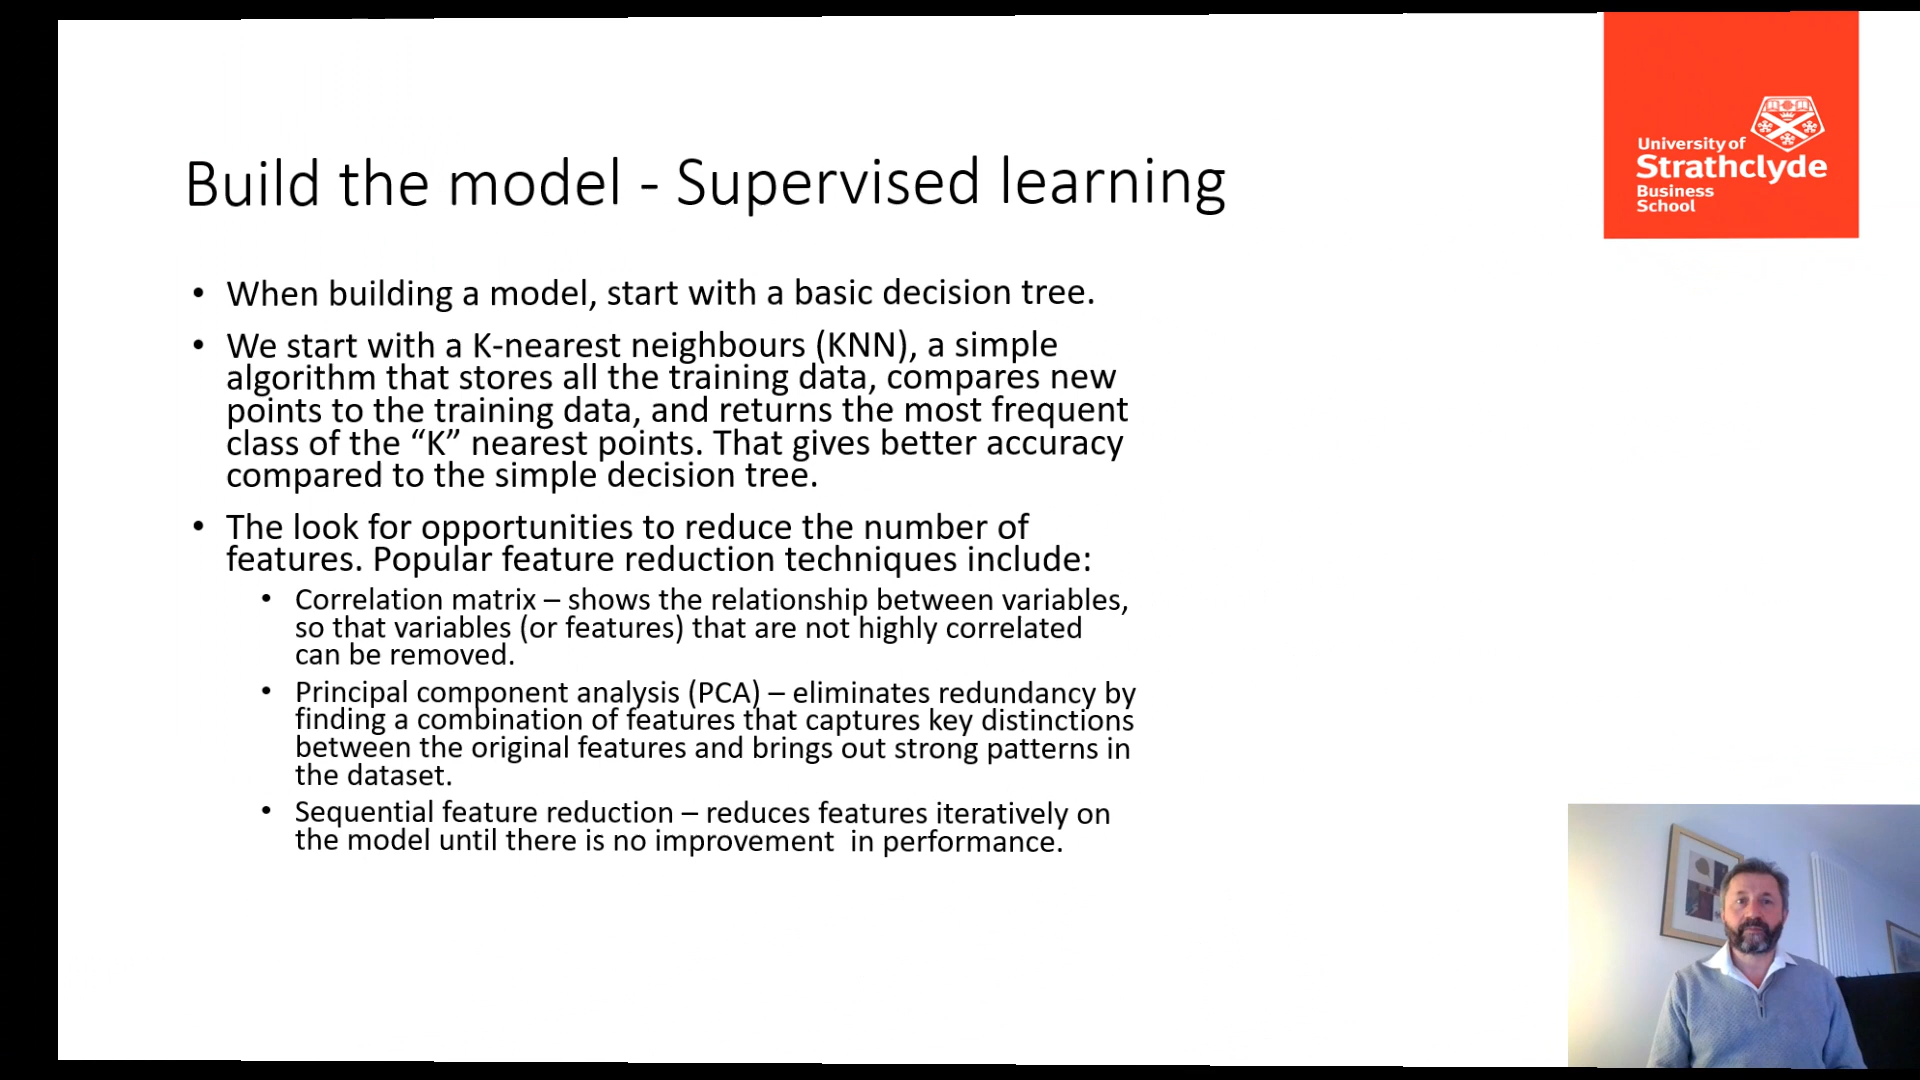 University of
Strathclyde
Business
School
Build the model - Supervised learning
• When building a model, start with a basic decision tree.
• We start with a K-nearest neighbours (KNN), a simple
algorithm that stores all the training data, compares new
points to the training data, and returns the most frequent
class of the “K” nearest points. That gives better accuracy
compared to the simple decision tree.
• The look for opportunities to reduce the number of
features. Popular feature reduction techniques include:
• Correlation matrix – shows the relationship between variables,
so that variables (or features) that are not highly correlated
can be removed.
• Principal component analysis (PCA) – eliminates redundancy by
finding a combination of features that captures key distinctions
between the original features and brings out strong patterns in
the dataset.
• Sequential feature reduction – reduces features iteratively on
the model until there is no improvement  in performance.